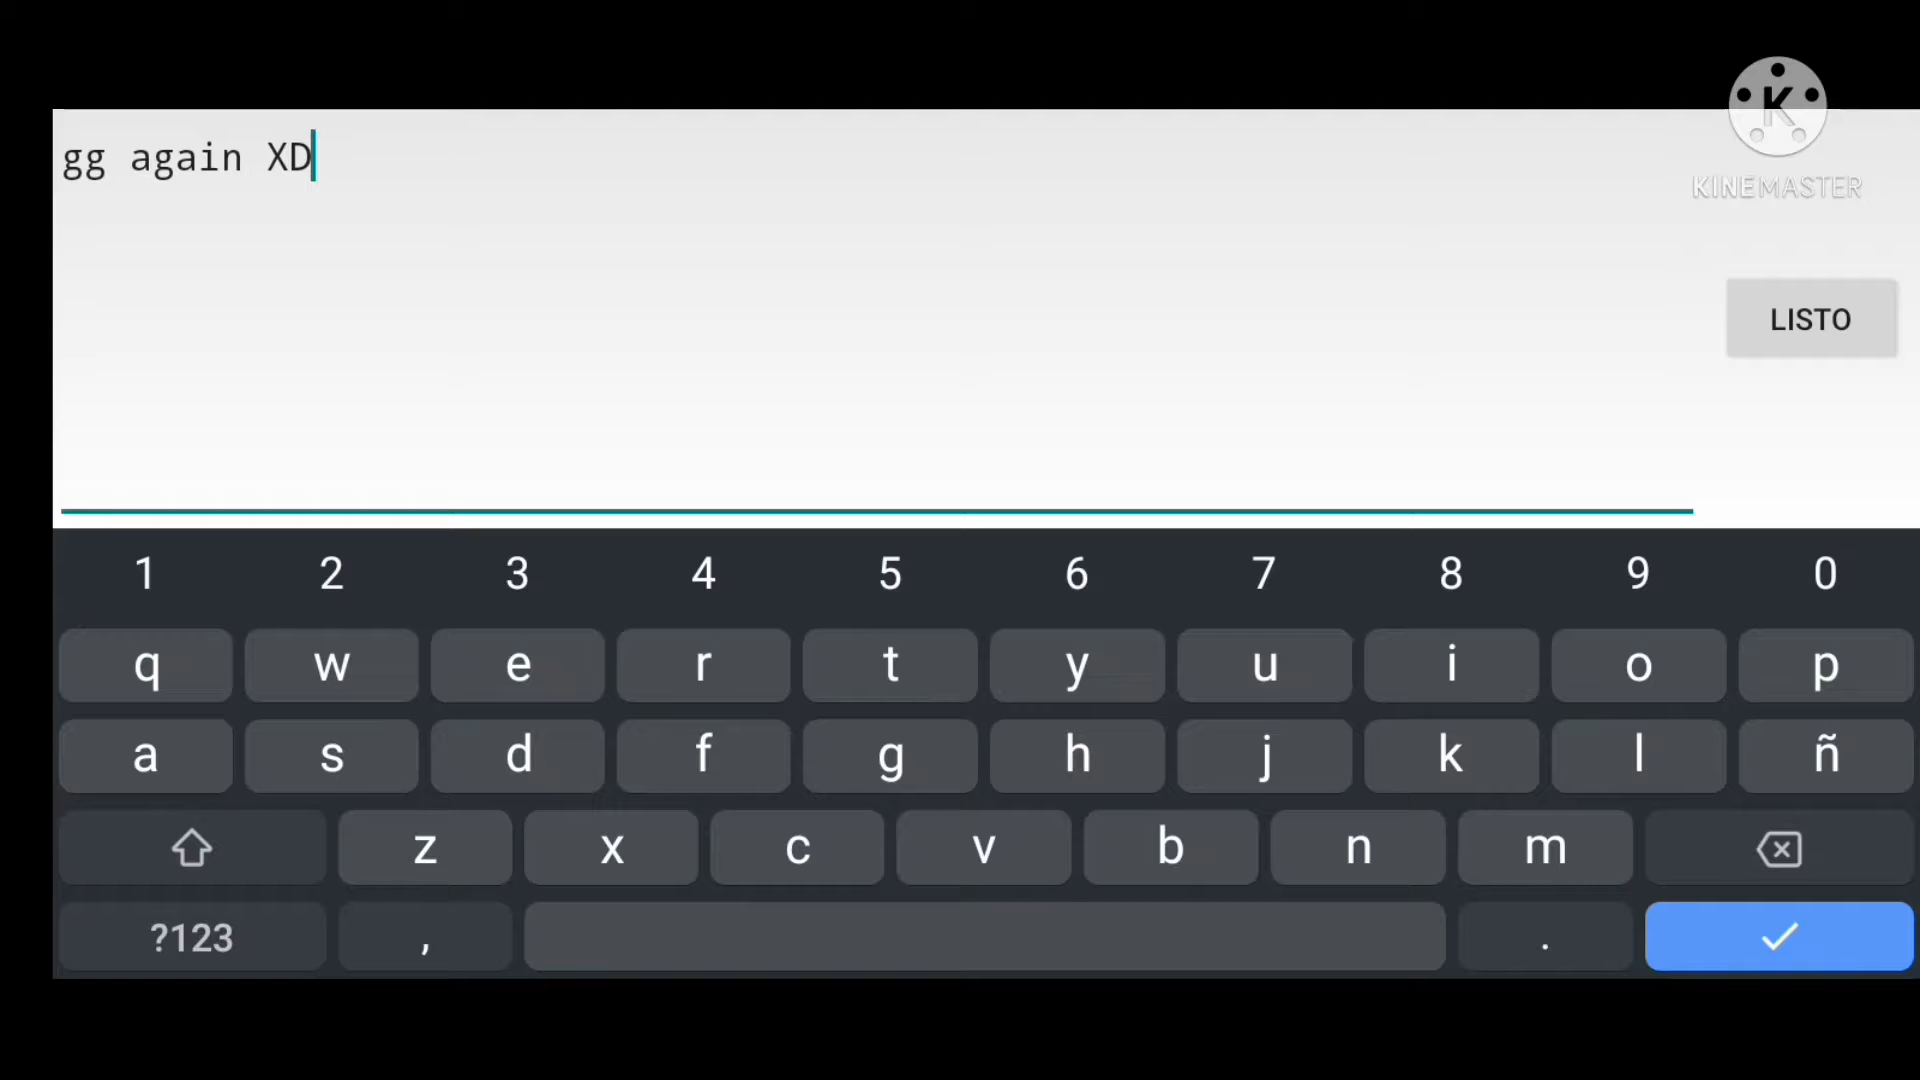 gg again XD
K
KINEMASTER
LISTO
1 2 3 4 5 6 7 8 9 0
q w e r t y u i o p
a s d f g h j k l ñ
z x c v b n m
?123 , .